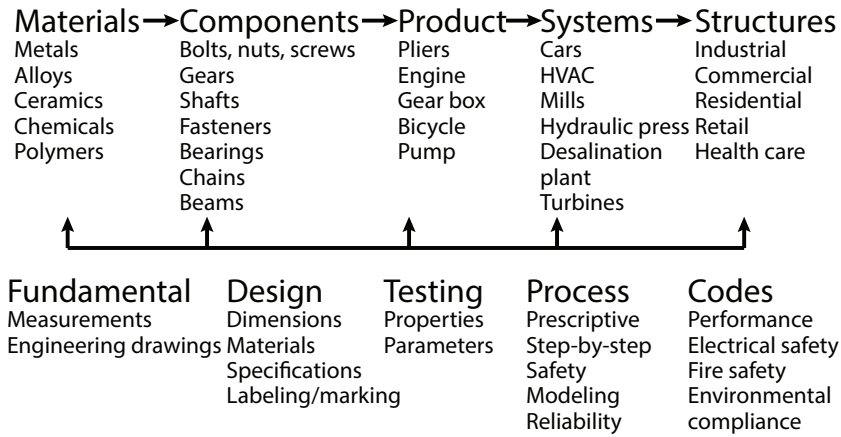 Materials Components Product Systems Structures
Metals Bolts, nuts, screws Pliers Cars Industrial
Alloys Gears Engine HVAC Commercial
Ceramics Shafts Gear box Mills Residential
Chemicals Fasteners Bicycle Hydraulic press Retail
Polymers Bearings Pump Desalination Health care
Chains plant
Beams Turbines
Fundamental Design Testing Process Codes
Measurements Dimensions Properties Prescriptive Performance
Engineering drawings Materials Parameters Step-by-step Electrical safety
Specifications Safety Fire safety
Labeling/marking Modeling Environmental
Reliability compliance